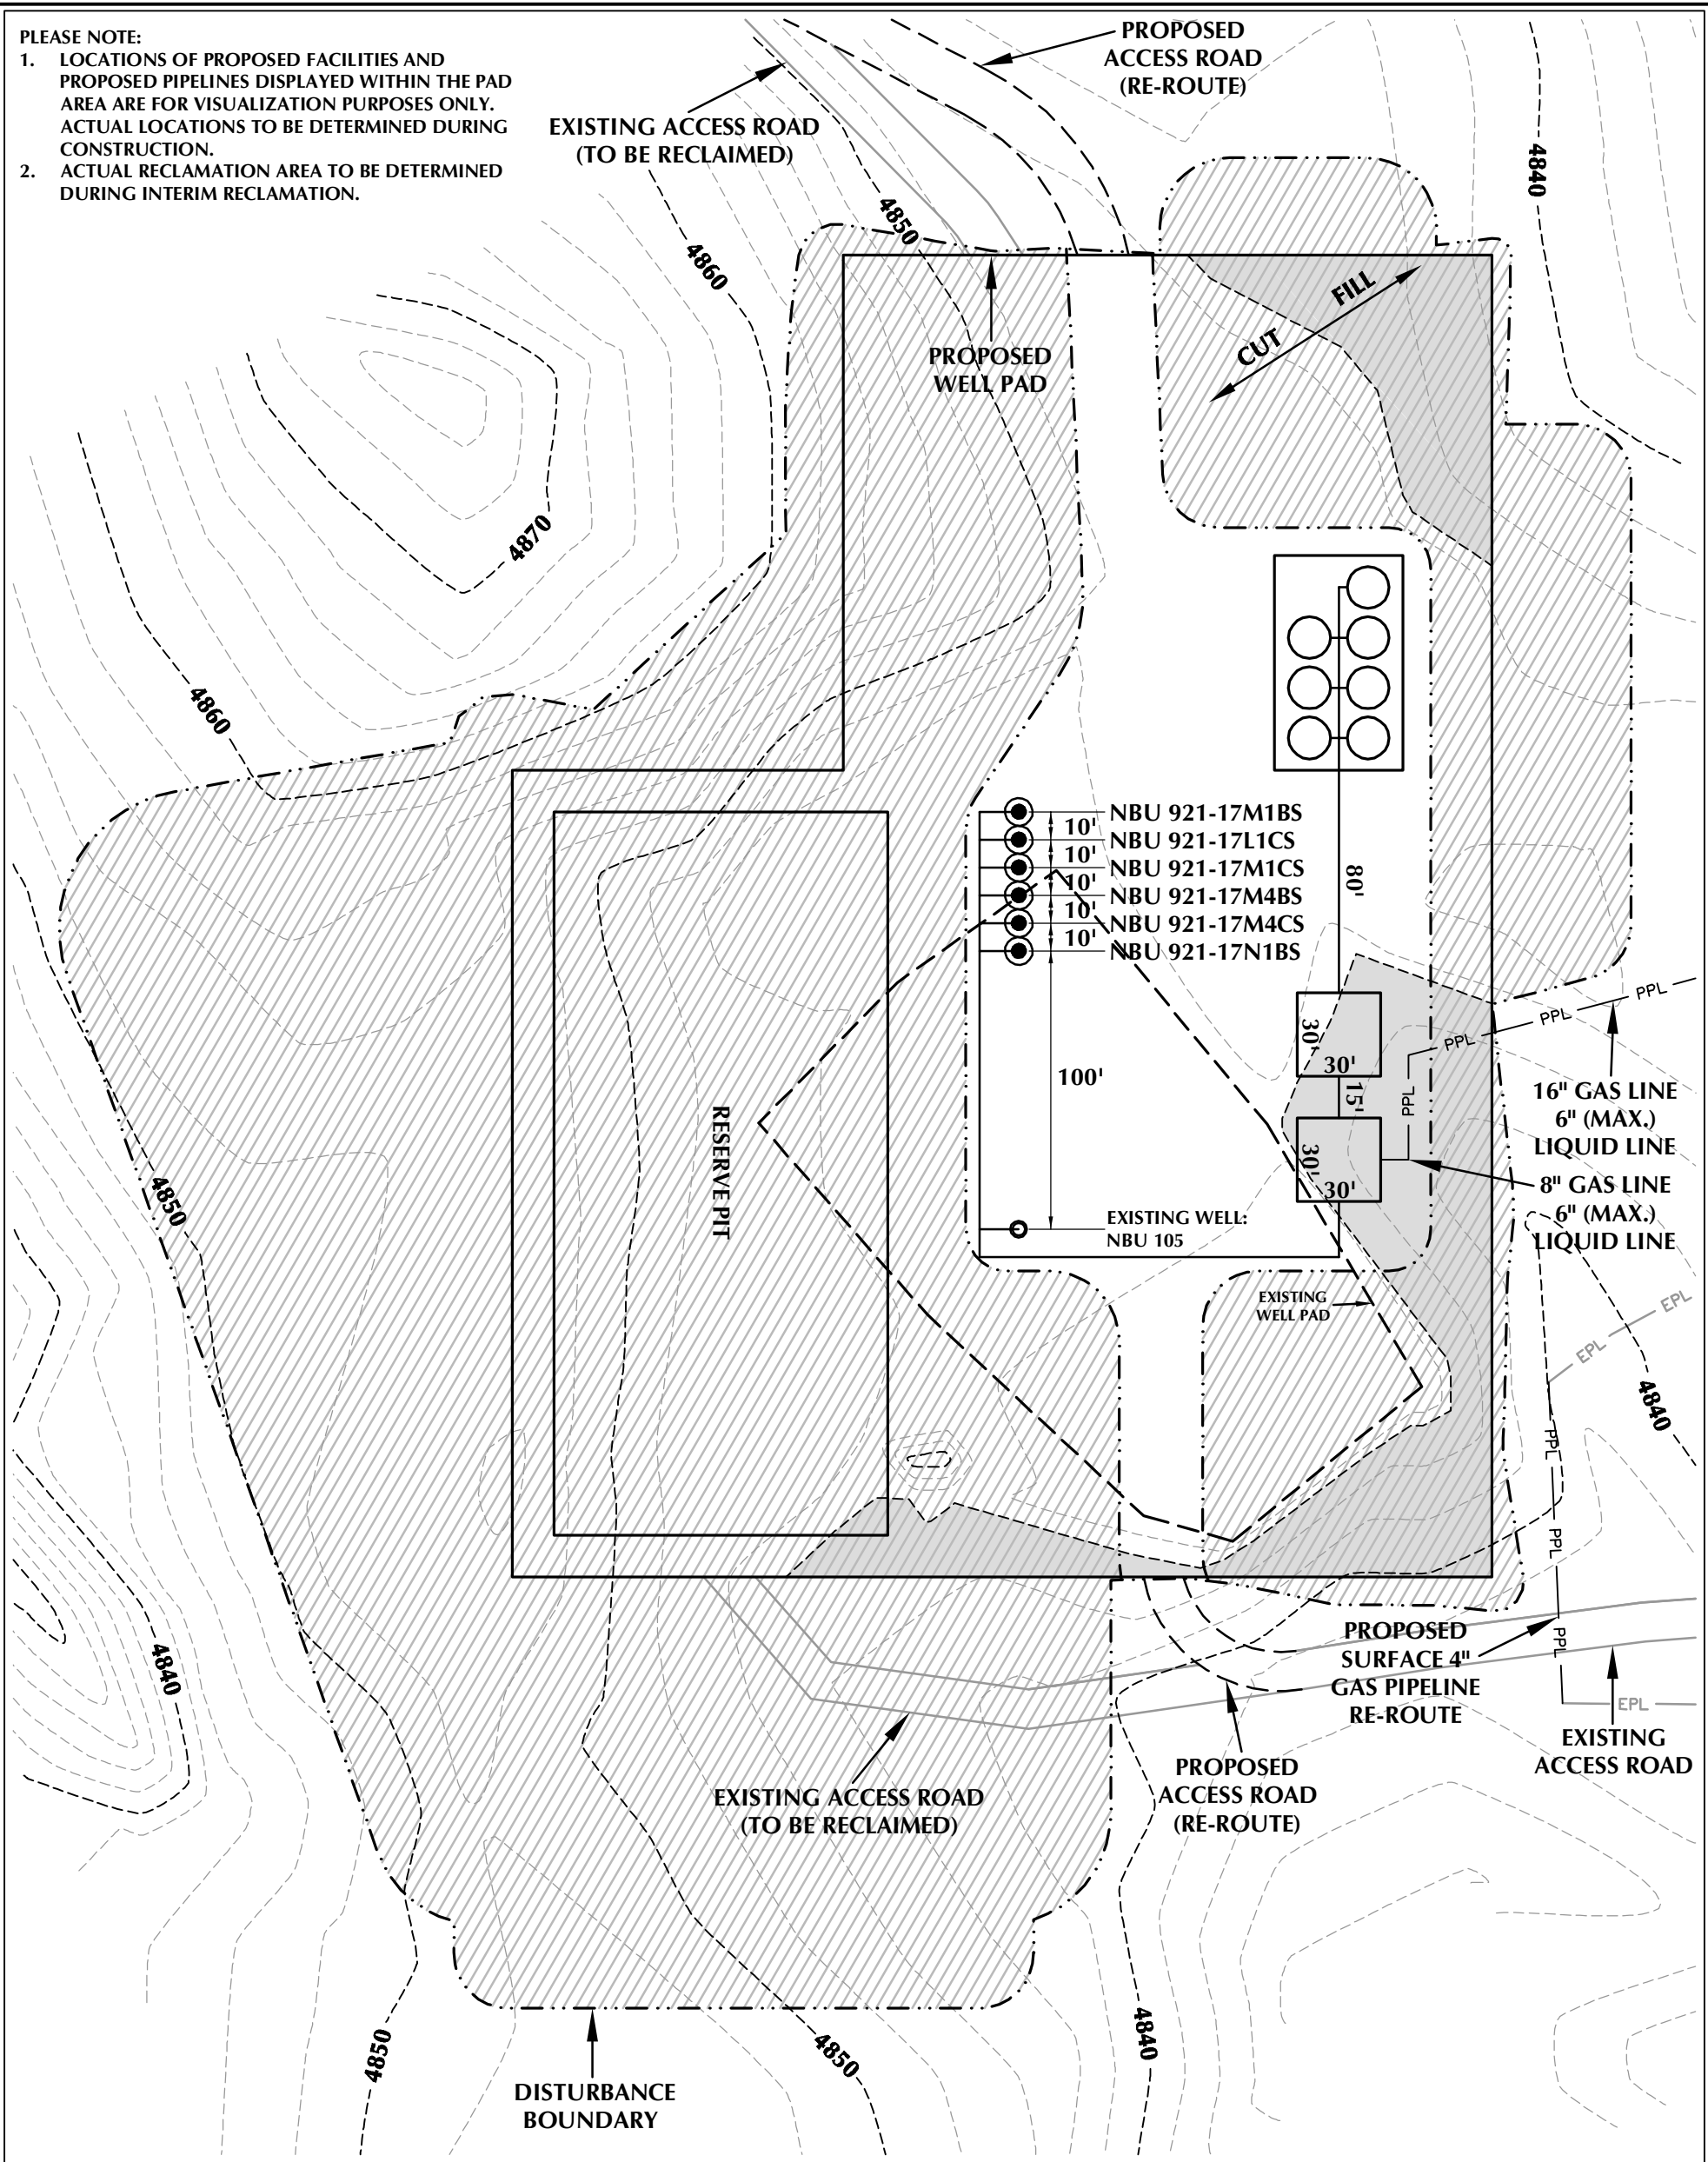 PLEASE NOTE:
1. LOCATIONS OF PROPOSED FACILITIES AND
PROPOSED PIPELINES DISPLAYED WITHIN THE PAD
AREA ARE FOR VISUALIZATION PURPOSES ONLY.
ACTUAL LOCATIONS TO BE DETERMINED DURING
CONSTRUCTION.
2. ACTUAL RECLAMATION AREA TO BE DETERMINED
DURING INTERIM RECLAMATION.
PROPOSED
ACCESS ROAD
(RE-ROUTE)
EXISTING ACCESS ROAD
(TO BE RECLAIMED)
4840
4850
4860
FILL
CUT
PROPOSED
WELL PAD
4870
4860
NBU 921-17M1BS
10'
NBU 921-17L1CS
10'
NBU 921-17M1CS
10'
NBU 921-17M4BS
10'
NBU 921-17M4CS
10'
NBU 921-17N1BS
80'
PPL
PPL
PPL
PPL
30'
30'
15'
30'
30'
100'
16" GAS LINE
6" (MAX.)
LIQUID LINE
8" GAS LINE
6" (MAX.)
LIQUID LINE
RESERVE PIT
4850
EXISTING WELL:
NBU 105
EXISTING
WELL PAD
EPL
EPL
4840
PPL
PPL
PPL
EPL
4840
PROPOSED
SURFACE 4"
GAS PIPELINE
RE-ROUTE
EXISTING
ACCESS ROAD
PROPOSED
ACCESS ROAD
(RE-ROUTE)
EXISTING ACCESS ROAD
(TO BE RECLAIMED)
4850
4850
4840
DISTURBANCE
BOUNDARY